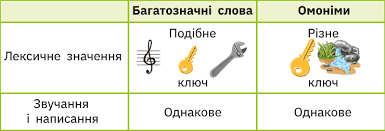 Багатозначні слова Омоніми
Лексичне значення
Подібне
ключ
Різне
ключ
Звучання
і написання
Однакове Однакове